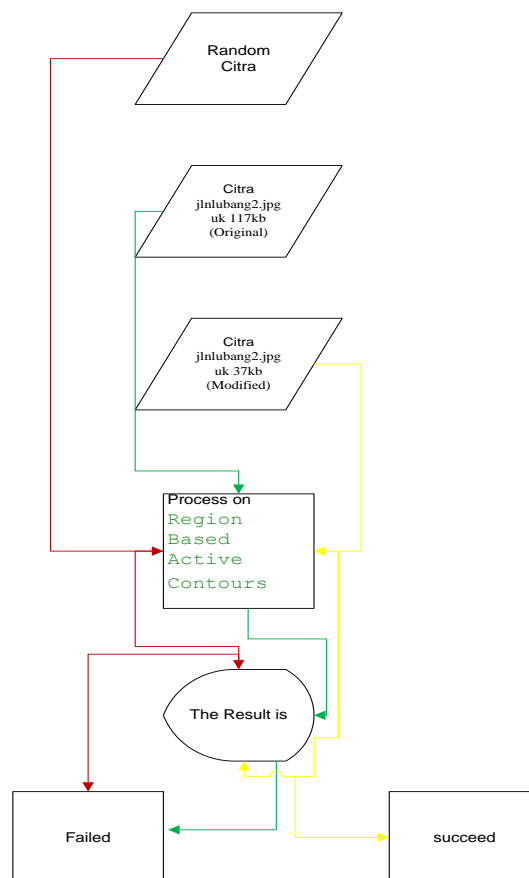 Random
Citra
Citra
jlnlubang2.jpg
uk 117kb
(Original)
Citra
jlnlubang2.jpg
uk 37kb
(Modified)
Process on
Region
Based
Active
Contours
The Result is
Failed
succeed